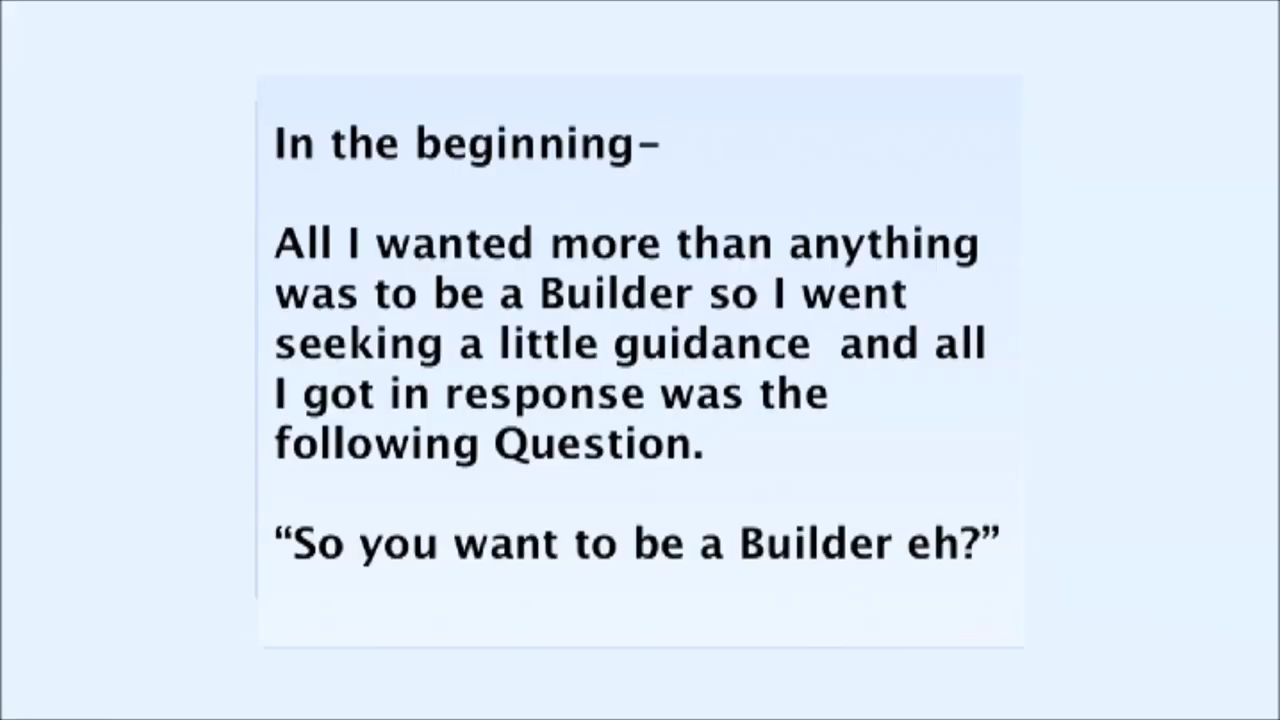 In the beginning-
All I wanted more than anything
was to be a Builder so I went
seeking a little guidance  and all
I got in response was the
following Question.
“So you want to be a Builder eh?”